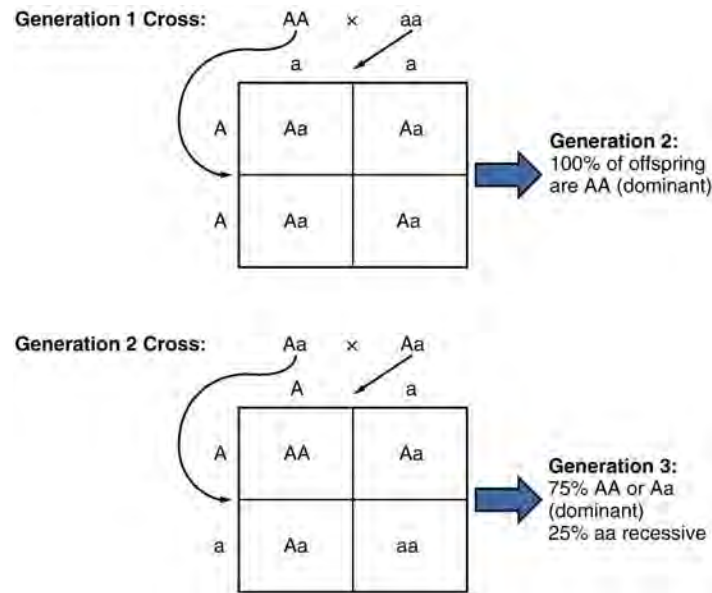 Generation 1 Cross: AA × aa
a a
A Aa Aa
Generation 2:
100% of offspring
are AA (dominant)
A Aa Aa
Generation 2 Cross: Aa × Aa
A a
A AA Aa
Generation 3:
75% AA or Aa
(dominant)
25% aa recessive
a Aa aa